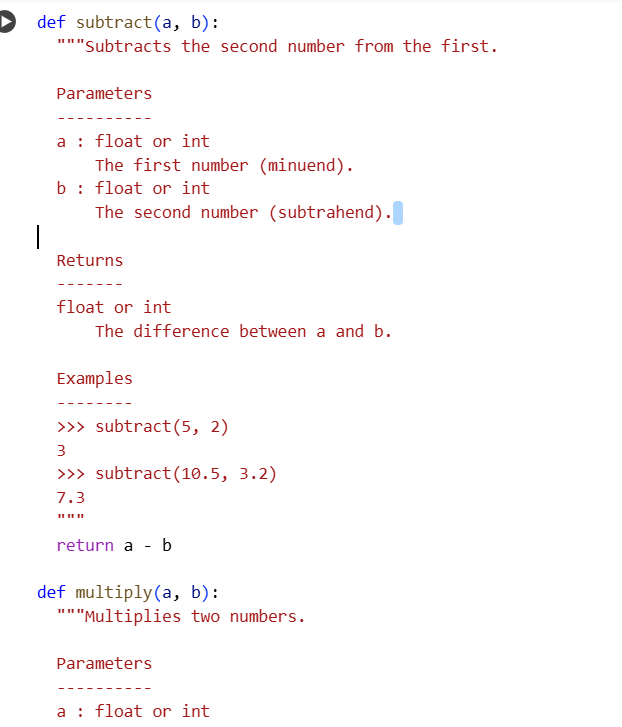 def subtract(a, b):
  """Subtracts the second number from the first.

  Parameters
  ----------
  a : float or int
      The first number (minuend).
  b : float or int
      The second number (subtrahend).

  Returns
  -------
  float or int
      The difference between a and b.

  Examples
  --------
  >>> subtract(5, 2)
  3
  >>> subtract(10.5, 3.2)
  7.3
  """
  return a - b

def multiply(a, b):
  """Multiplies two numbers.

  Parameters
  ----------
  a : float or int